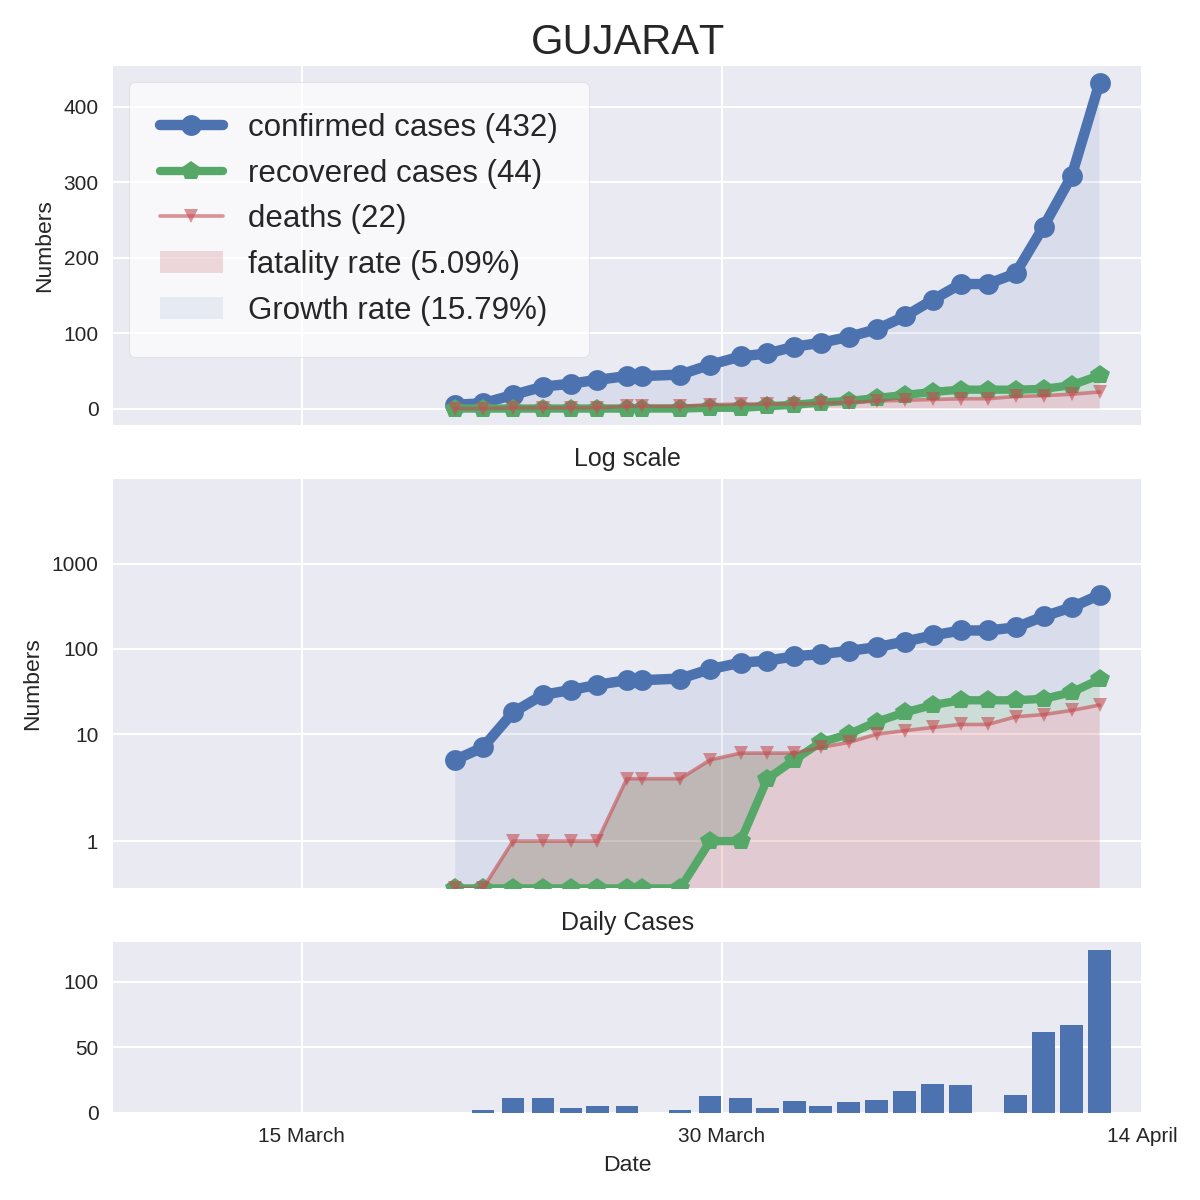 GUJARAT
400
300
200
100
0
Numbers
confirmed cases (432)
recovered cases (44)
deaths (22)
fatality rate (5.09%)
Growth rate (15.79%)
Log scale
1000
100
10
1
Numbers
Daily Cases
100
50
0
15 March
30 March
14 April
Date